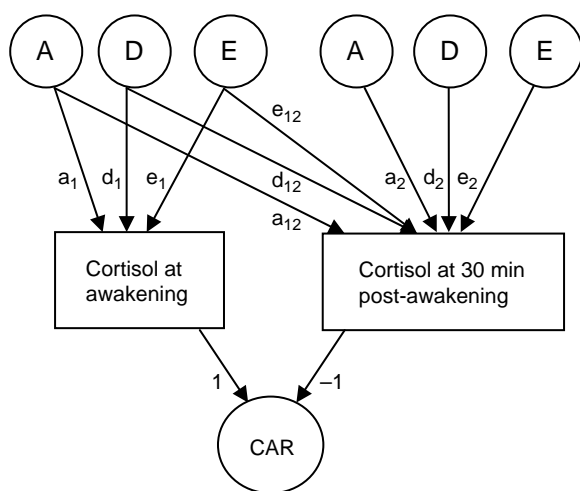 A D E A D E
e₁₂
a₁ d₁ e₁ d₁₂ a₂ d₂ e₂
a₁₂
Cortisol at
awakening
Cortisol at 30 min
post-awakening
1 –1
CAR